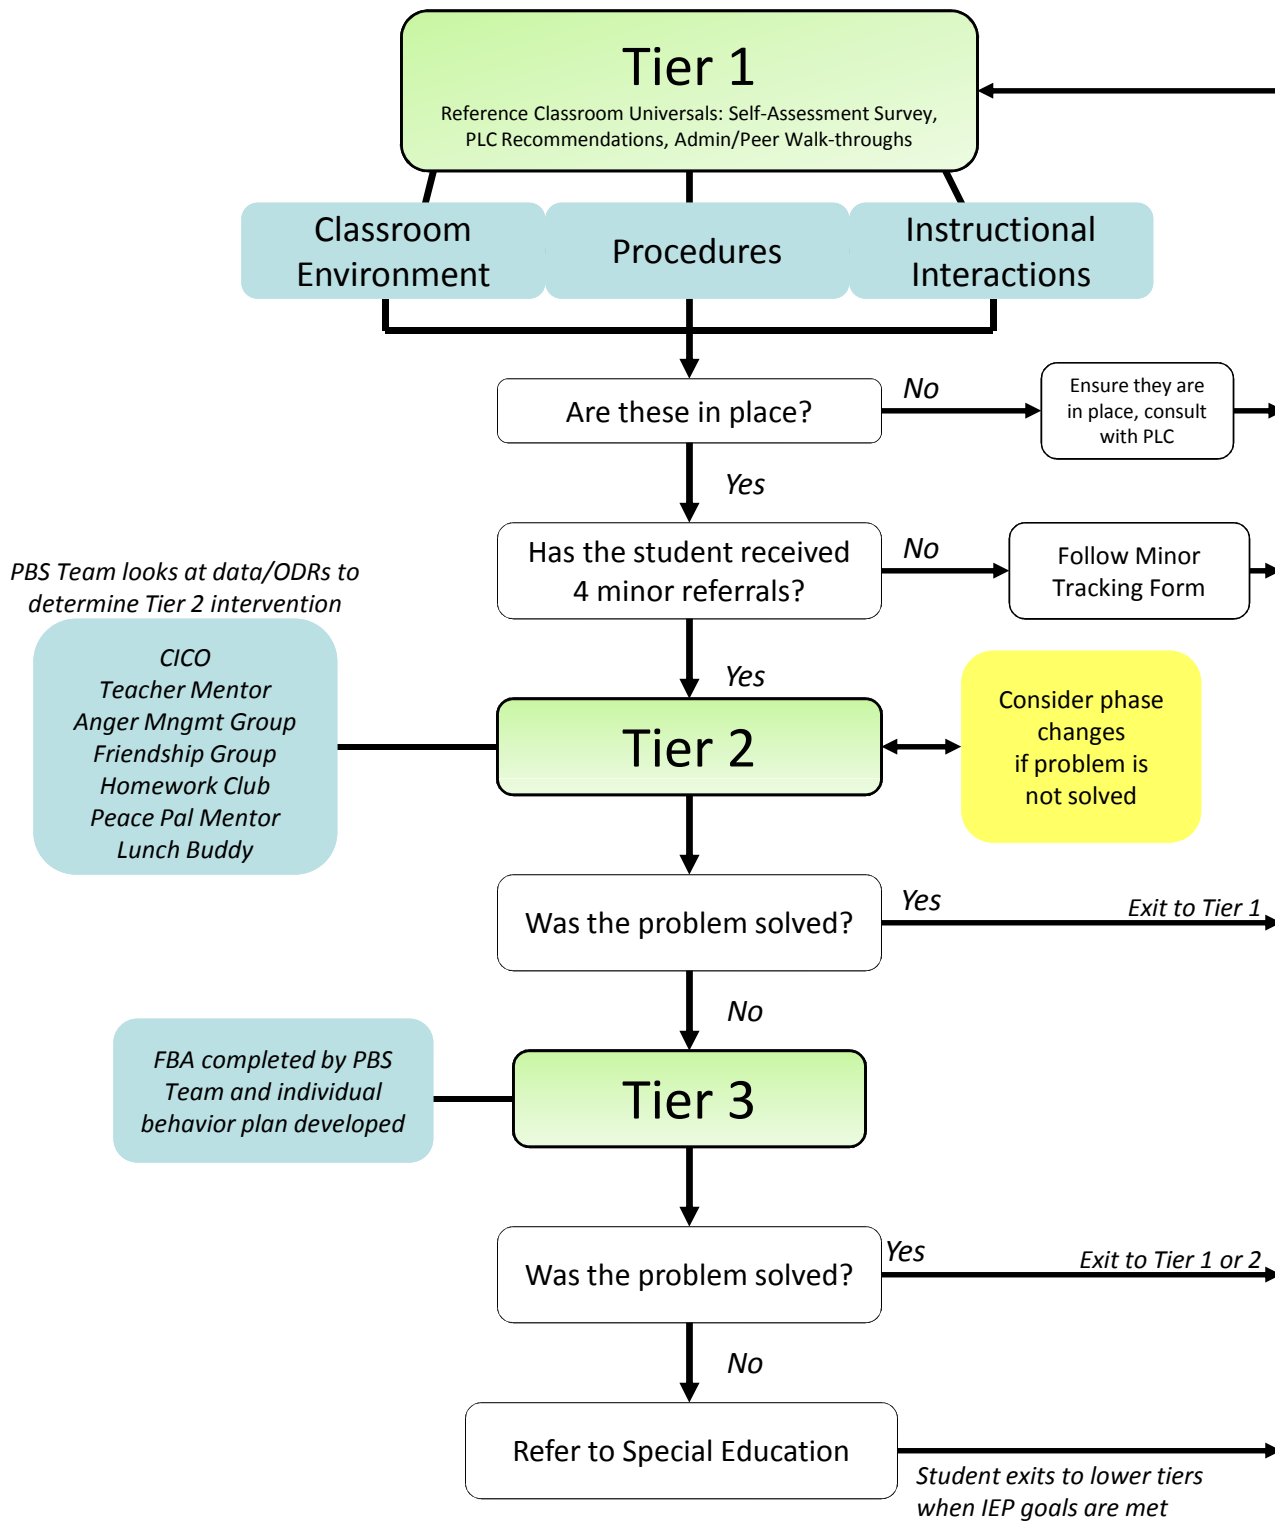 Tier 1
Reference Classroom Universals: Self-Assessment Survey,
PLC Recommendations, Admin/Peer Walk-throughs
Classroom
Environment
Procedures
Instructional
Interactions
Are these in place?
No
Ensure they are
in place, consult
with PLC
Yes
Has the student received
4 minor referrals?
No
Follow Minor
Tracking Form
PBS Team looks at data/ODRs to
determine Tier 2 intervention
CICO
Teacher Mentor
Anger Mngmt Group
Friendship Group
Homework Club
Peace Pal Mentor
Lunch Buddy
Yes
Tier 2
Consider phase
changes
if problem is
not solved
Was the problem solved?
Yes
Exit to Tier 1
No
FBA completed by PBS
Team and individual
behavior plan developed
Tier 3
Was the problem solved?
Yes
Exit to Tier 1 or 2
No
Refer to Special Education
Student exits to lower tiers
when IEP goals are met